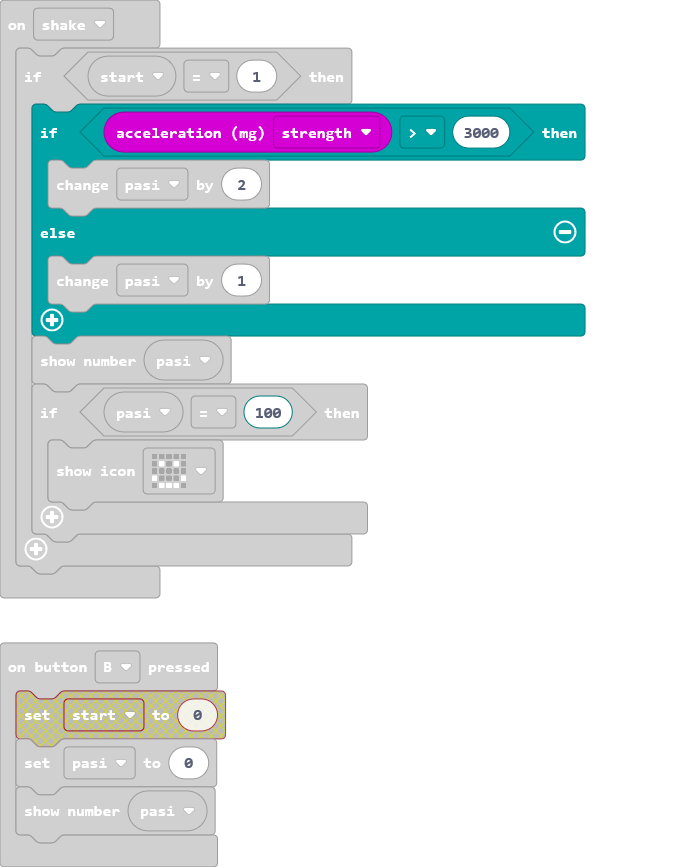 on shake
if start = 1 then
if acceleration (mg) strength > 3000 then
change pasi by 2
else
change pasi by 1
show number pasi
if pasi = 100 then
show icon
on button B pressed
set start to 0
set pasi to 0
show number pasi